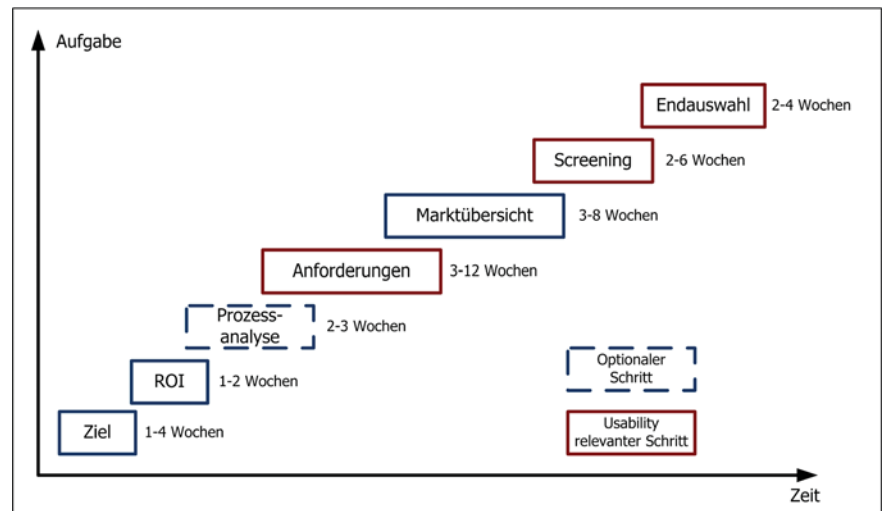 Aufgabe
Endauswahl 2-4 Wochen
Screening 2-6 Wochen
Marktübersicht 3-8 Wochen
Anforderungen 3-12 Wochen
Prozess-
analyse 2-3 Wochen
Optionaler
Schritt
ROI 1-2 Wochen
Ziel 1-4 Wochen
Usability
relevanter Schritt
Zeit